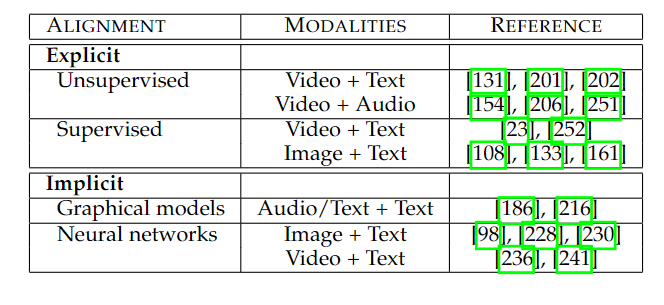 ALIGNMENT MODALITIES REFERENCE
Explicit
Unsupervised Video + Text [131], [201], [202]
Video + Audio [154], [206], [251]
Supervised Video + Text [23], [252]
Image + Text [108], [133], [161]
Implicit
Graphical models Audio/Text + Text [186], [216]
Neural networks Image + Text [98], [228], [230]
Video + Text [236], [241]